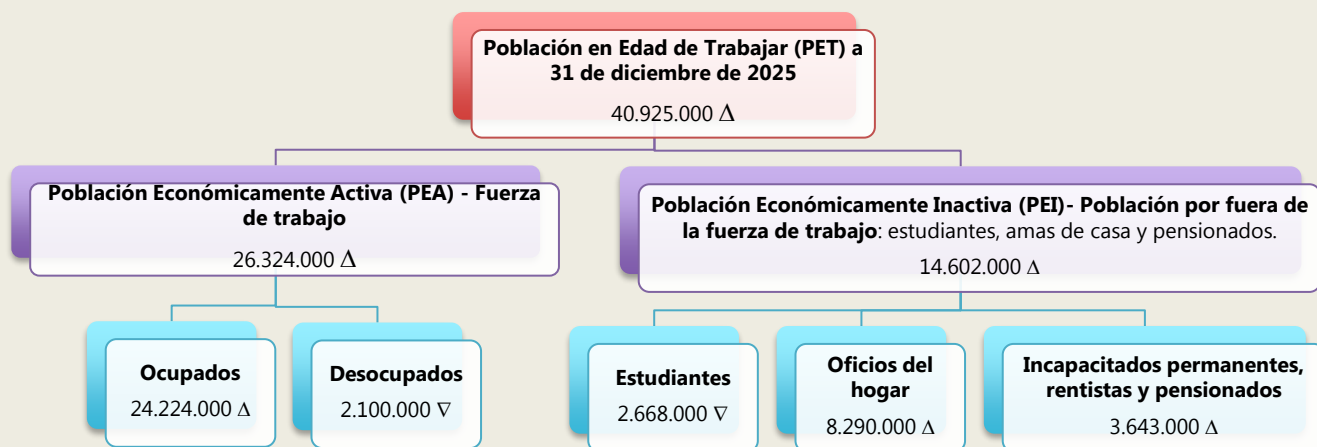 Población en Edad de Trabajar (PET) a
31 de diciembre de 2025
40.925.000 ∆
Población Económicamente Activa (PEA) - Fuerza
de trabajo
26.324.000 ∆
Población Económicamente Inactiva (PEI)- Población por fuera de
la fuerza de trabajo: estudiantes, amas de casa y pensionados.
14.602.000 ∆
Ocupados
24.224.000 ∆
Desocupados
2.100.000 ∇
Estudiantes
2.668.000 ∇
Oficios del
hogar
8.290.000 ∆
Incapacitados permanentes,
rentistas y pensionados
3.643.000 ∆